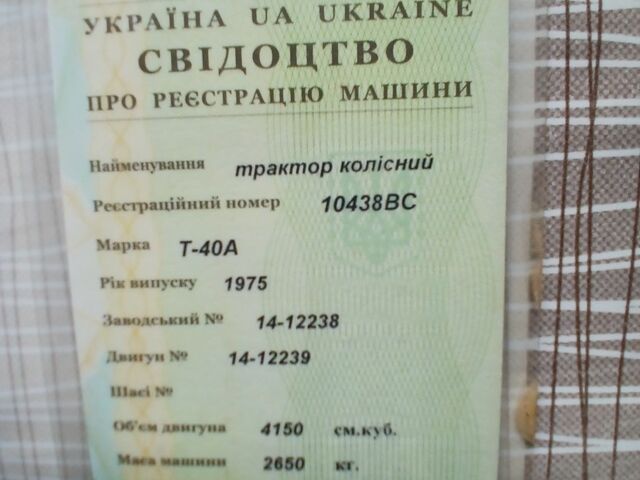 УКРАЇНА UA UKRAINE
СВІДОЦТВО
ПРО РЕЄСТРАЦІЮ МАШИНИ
Найменування трактор колісний
Реєстраційний номер 10438ВС
Марка Т-40А
Рік випуску 1975
Заводський № 14-12238
Двигун № 14-12239
Шасі №
Об'єм двигуна 4150 см.куб.
Маса машини 2650 кг.